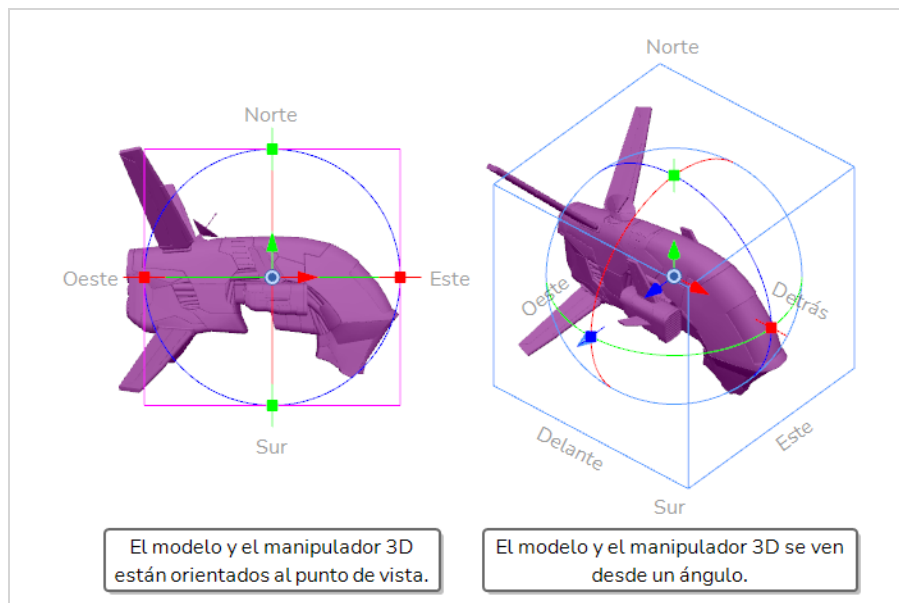 Norte
Oeste
Este
Sur
El modelo y el manipulador 3D
están orientados al punto de vista.
Norte
Oeste
Detrás
Delante
Este
Sur
El modelo y el manipulador 3D se ven
desde un ángulo.